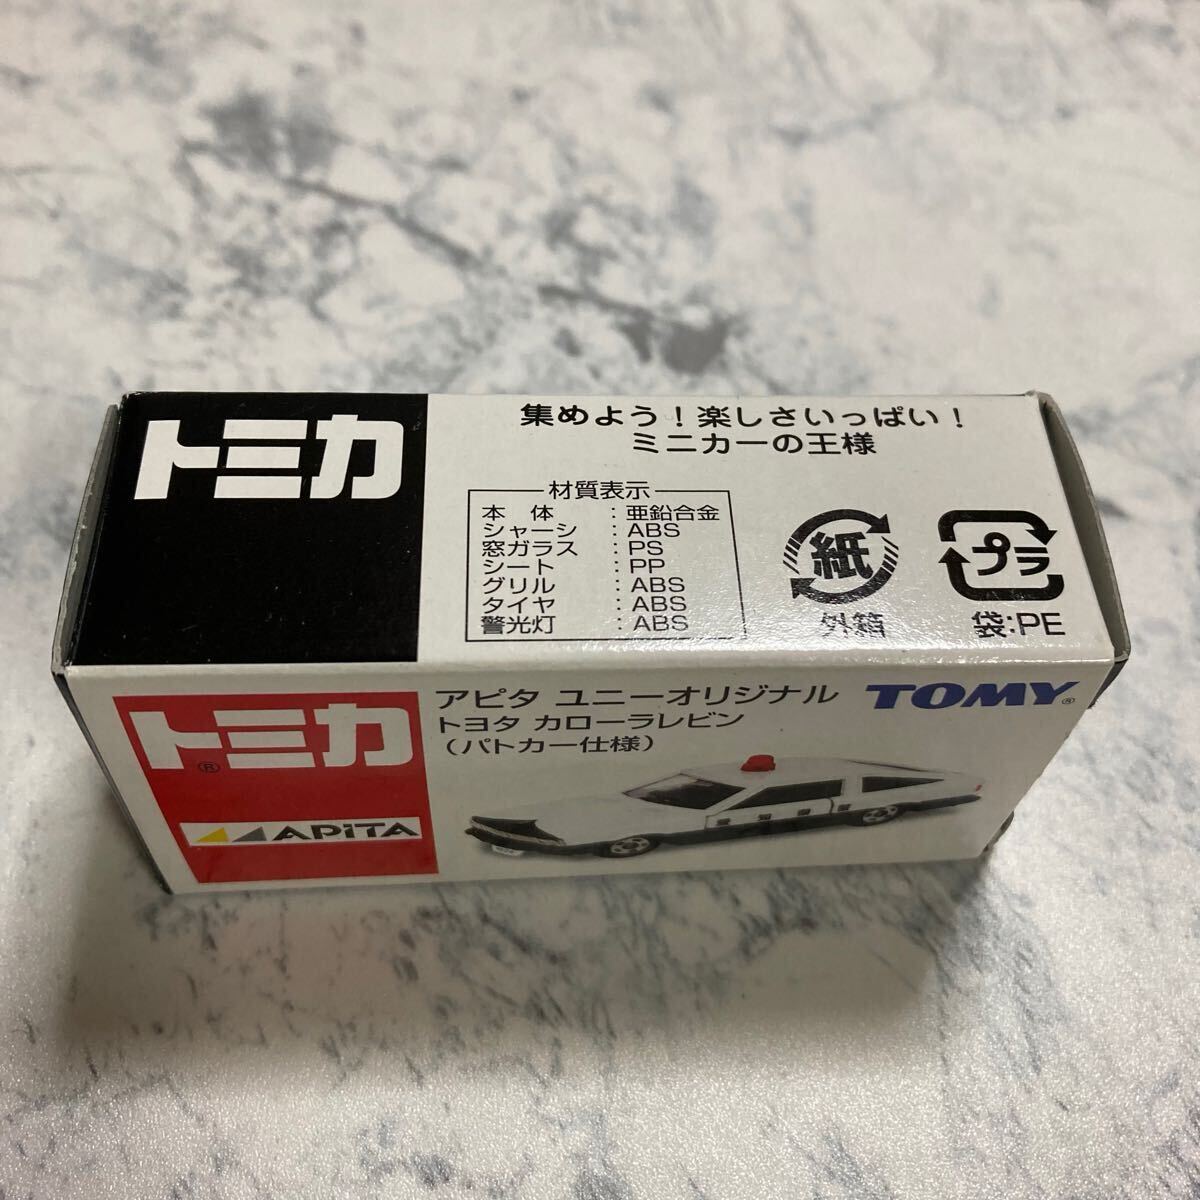 トミカ
集めよう!楽しさいっぱい!
ミニカーの王様
材質表示
本体 : 亜鉛合金
シャーシ : ABS
窓ガラス : PS
シート : PP
グリル : ABS
タイヤ : ABS
警光灯 : ABS
紙
外箱
プラ
袋:PE
トミカ®
APiTA
アピタ ユニーオリジナル
トヨタ カローラレビン
(パトカー仕様)
TOMY®